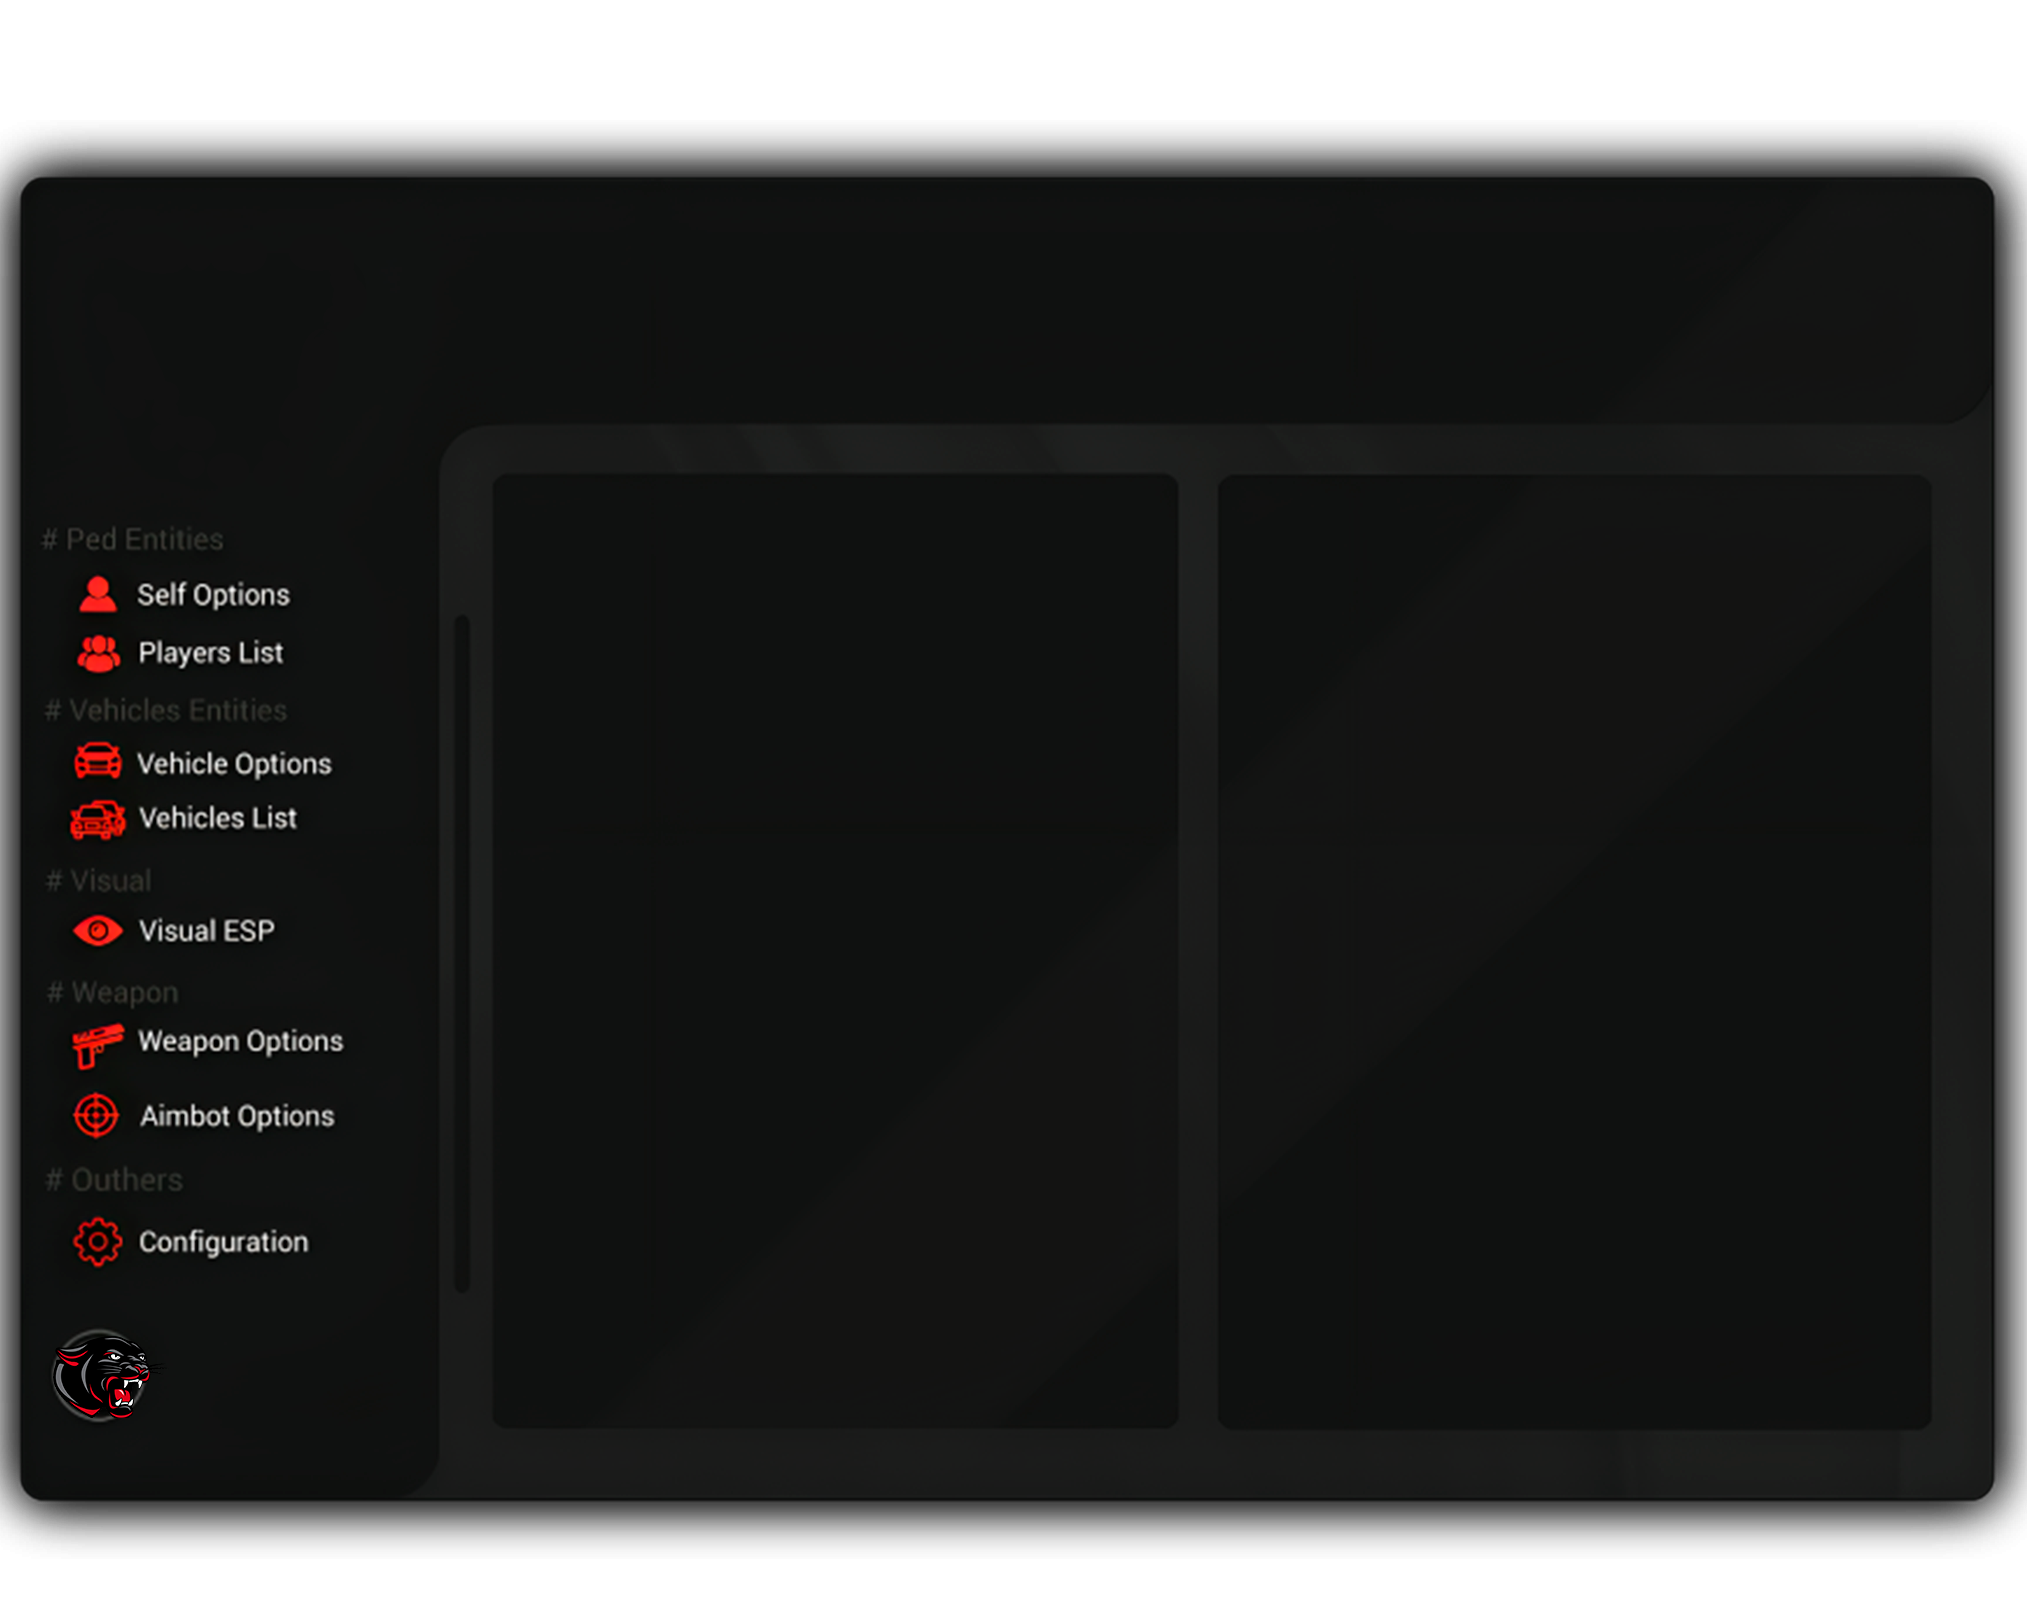 # Ped Entities
Self Options
Players List
# Vehicles Entities
Vehicle Options
Vehicles List
# Visual
Visual ESP
# Weapon
Weapon Options
Aimbot Options
# Outhers
Configuration